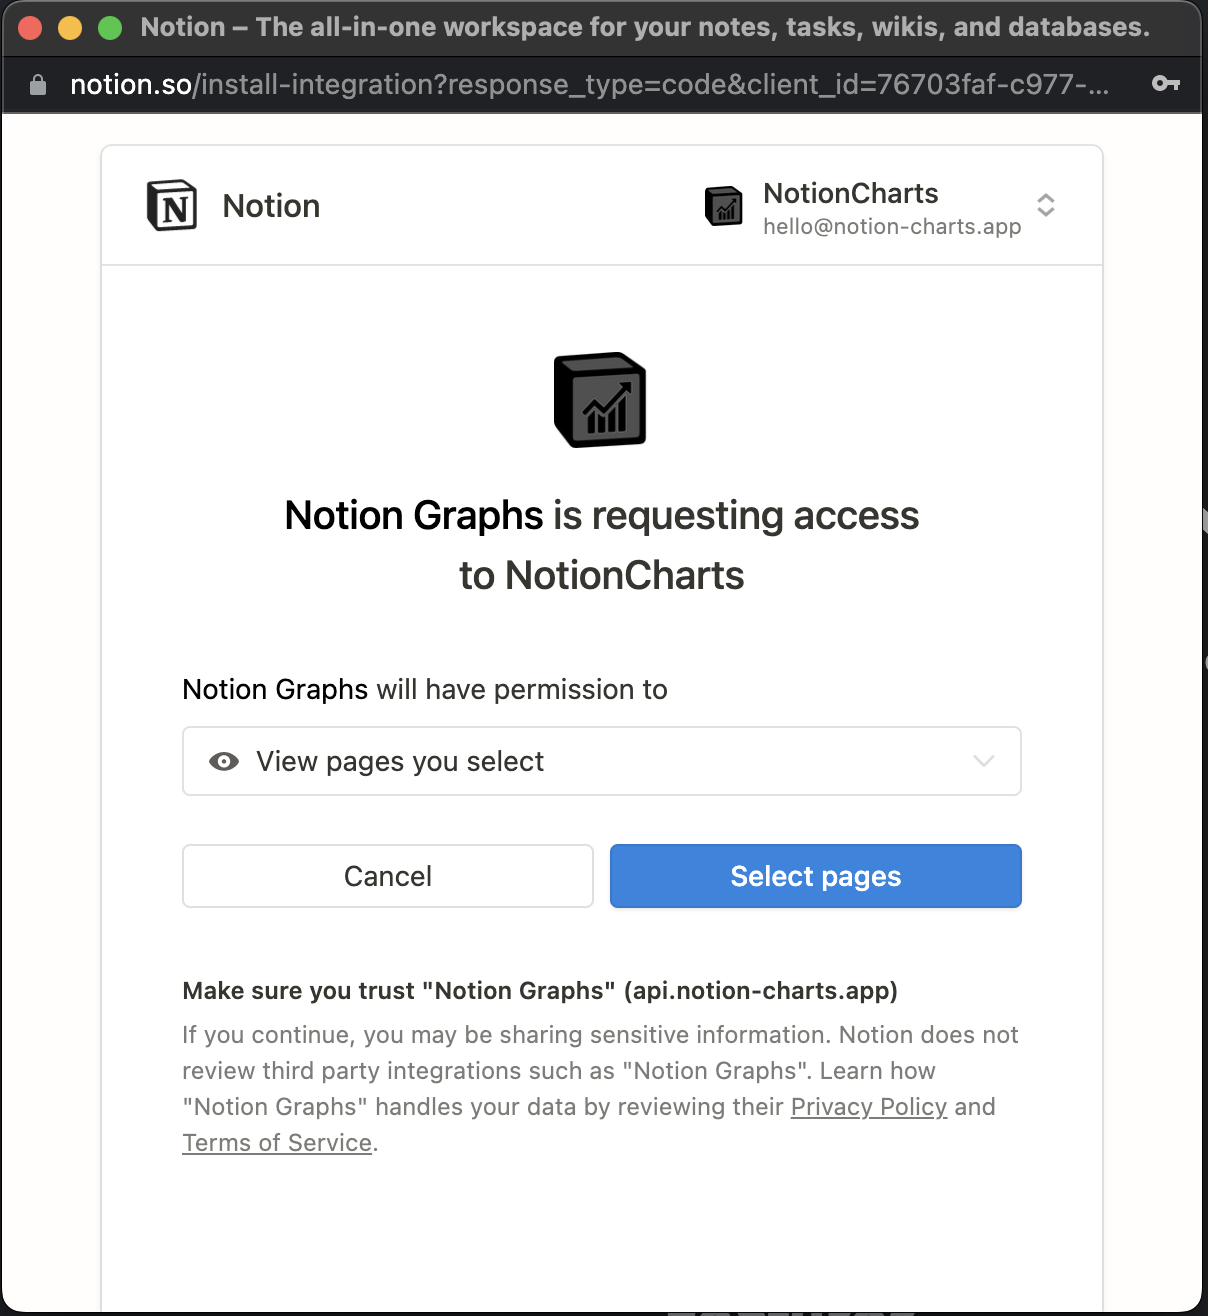 Notion – The all-in-one workspace for your notes, tasks, wikis, and databases.
notion.so/install-integration?response_type=code&client_id=76703faf-c977-...
N
Notion
NotionCharts
hello@notion-charts.app
Notion Graphs is requesting access
to NotionCharts
Notion Graphs will have permission to
View pages you select
Cancel
Select pages
Make sure you trust "Notion Graphs" (api.notion-charts.app)
If you continue, you may be sharing sensitive information. Notion does not
review third party integrations such as "Notion Graphs". Learn how
"Notion Graphs" handles your data by reviewing their Privacy Policy and
Terms of Service.